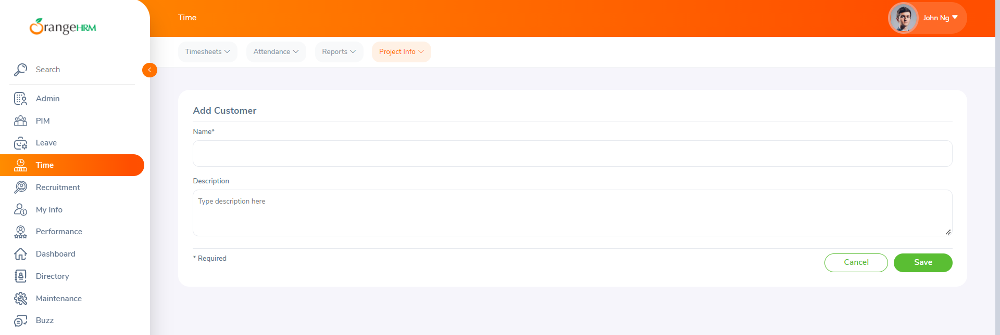 OrangeHRM
Time
John Ng
Timesheets
Attendance
Reports
Project Info
Search
Admin
PIM
Leave
Time
Recruitment
My Info
Performance
Dashboard
Directory
Maintenance
Buzz
Add Customer
Name*
Description
Type description here
* Required
Cancel
Save